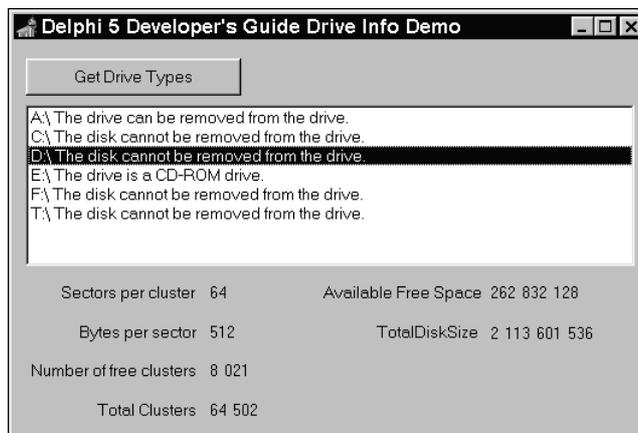 Delphi 5 Developer's Guide Drive Info Demo
Get Drive Types
A:\ The drive can be removed from the drive.
C:\ The disk cannot be removed from the drive.
D:\ The disk cannot be removed from the drive.
E:\ The drive is a CD-ROM drive.
F:\ The disk cannot be removed from the drive.
T:\ The disk cannot be removed from the drive.
Sectors per cluster 64
Available Free Space 262 832 128
Bytes per sector 512
TotalDiskSize 2 113 601 536
Number of free clusters 8 021
Total Clusters 64 502